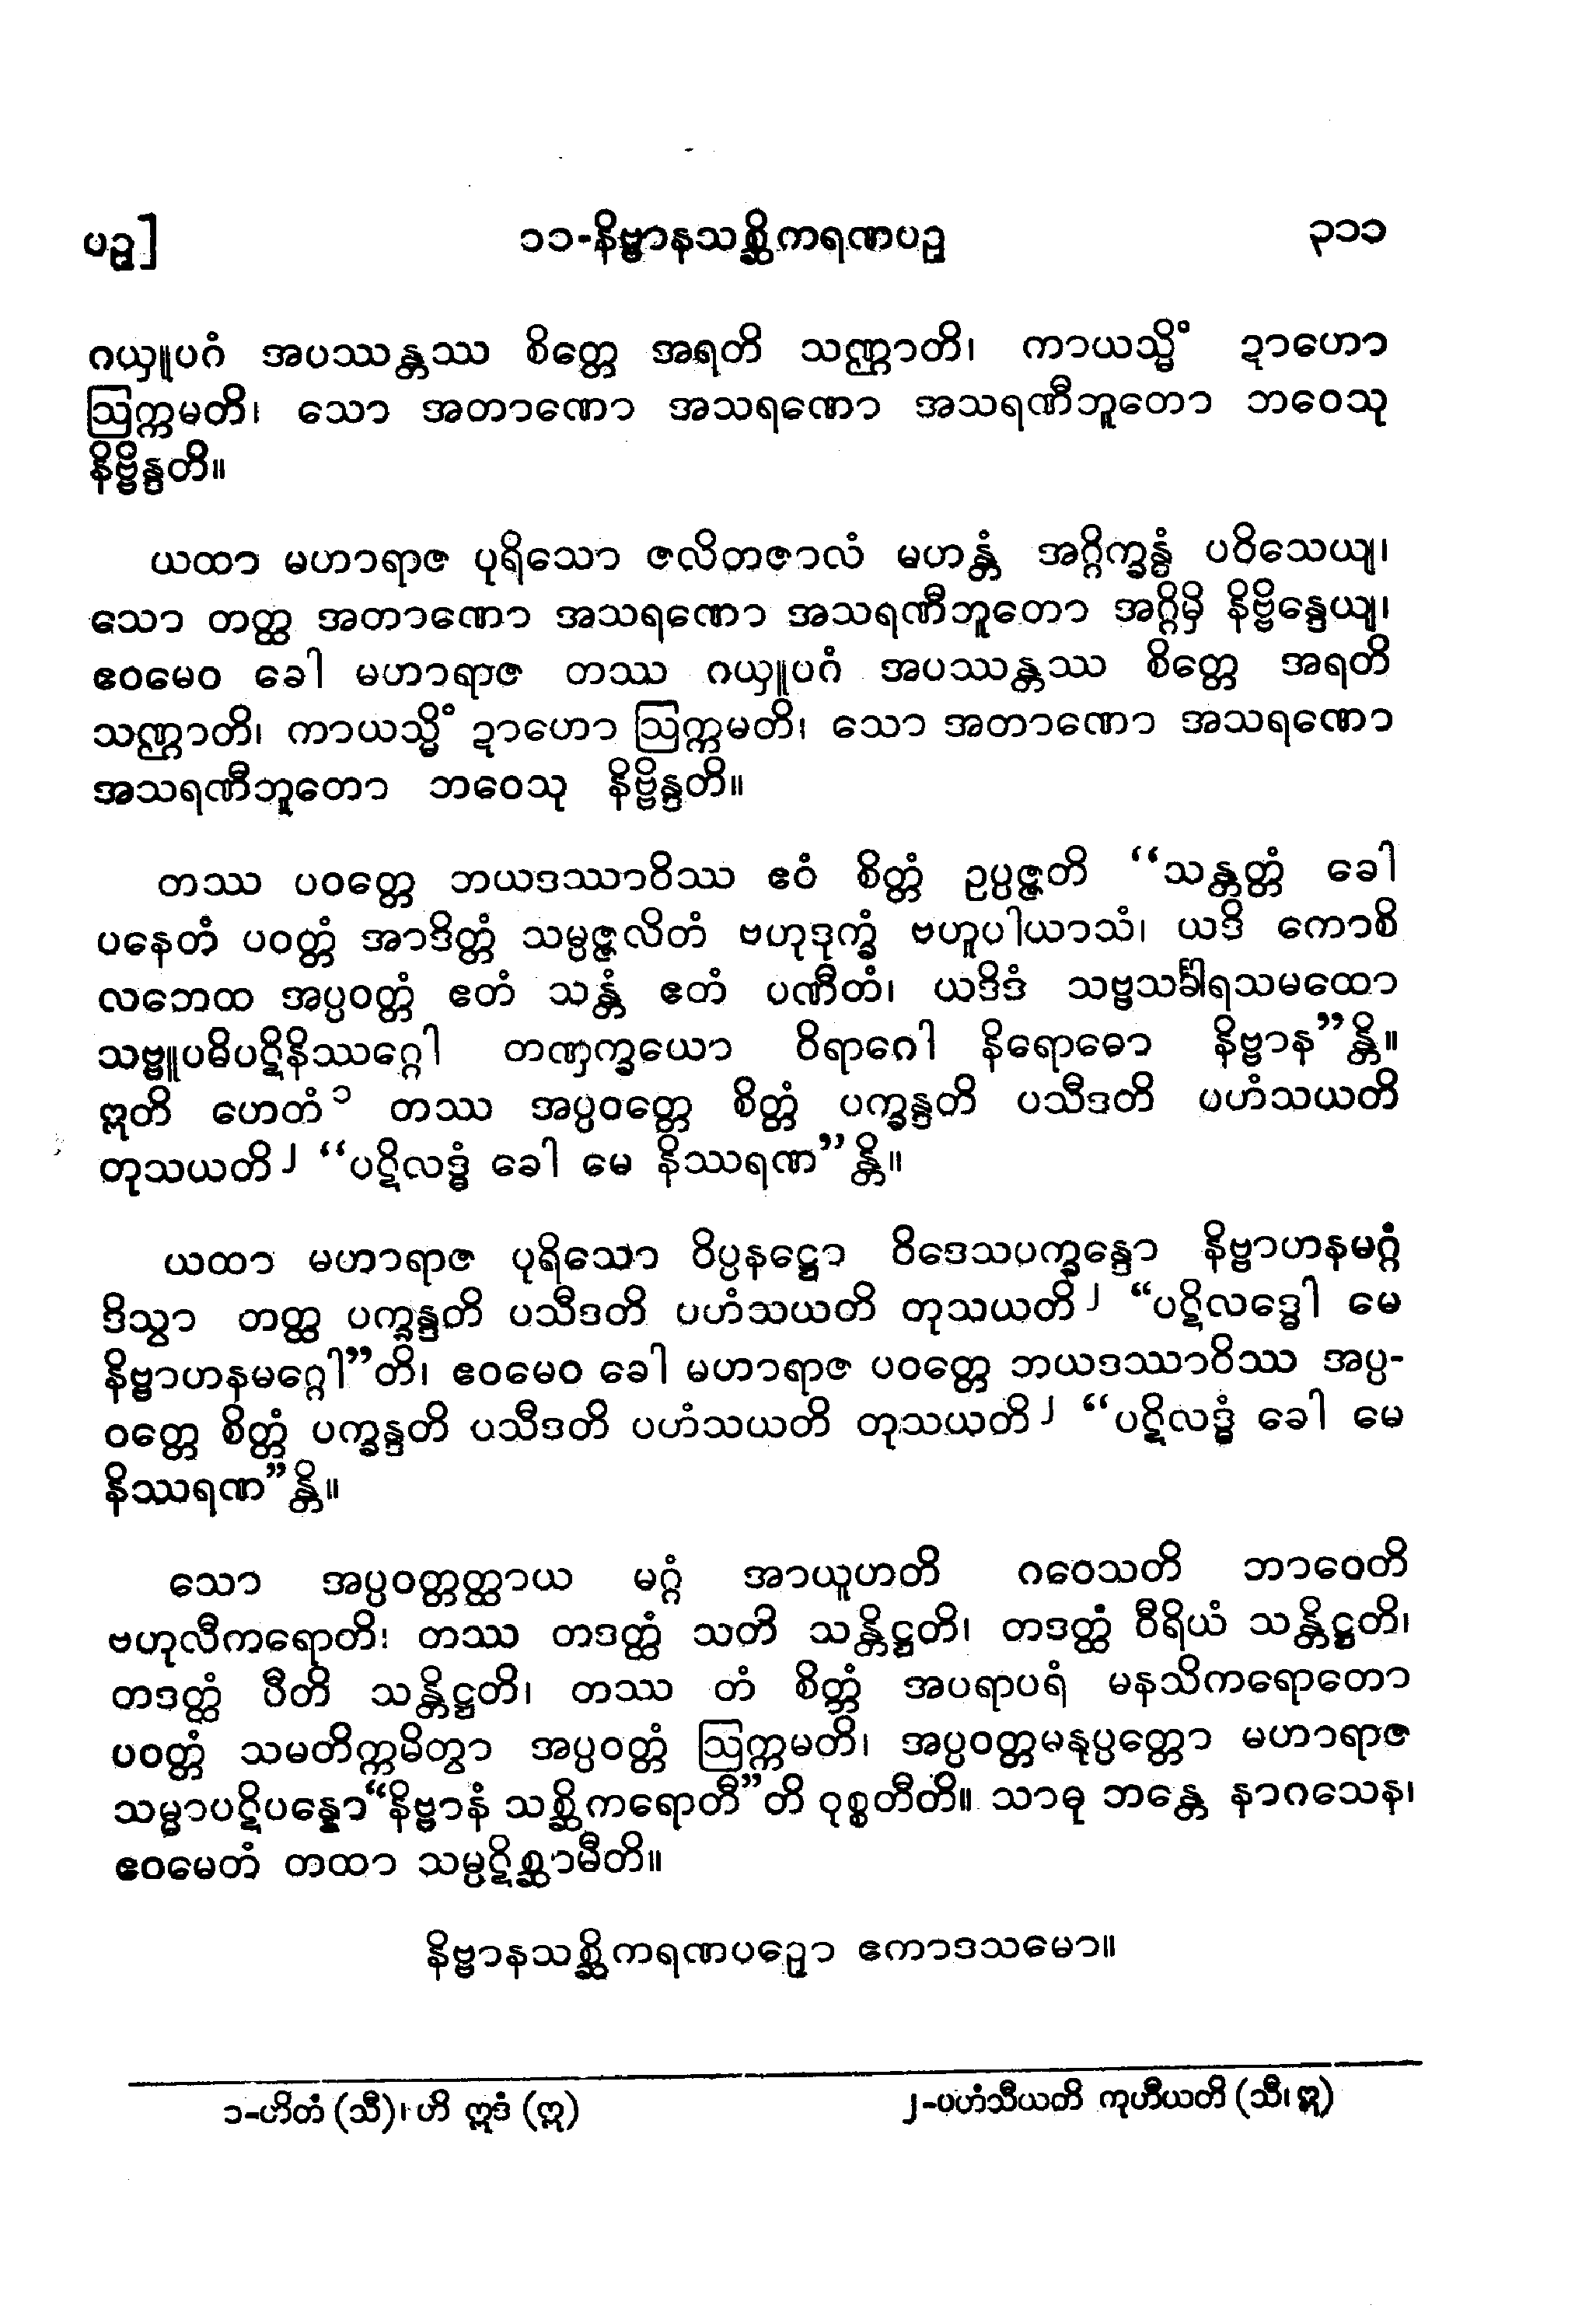 ပဉှ]	၁၁-နိဗ္ဗာနသစ္ဆိကရဏပဉှ	၃၁၁
ဂယှူပဂံ အပဿန္တဿ စိတ္တေ အရတိ သဏ္ဌာတိ၊ ကာယသ္မိံ ဍာဟော
ဩက္ကမတိ၊ သော အတာဏော အသရဏော အသရဏီဘူတော ဘဝေသု
နိဗ္ဗိန္ဒတိ။
ယထာ မဟာရာဇ ပုရိသော ဇလိတဇာလံ မဟန္တံ အဂ္ဂိက္ခန္ဓံ ပဝိသေယျ၊
သော တတ္ထ အတာဏော အသရဏော အသရဏီဘူတော အဂ္ဂိမှိ နိဗ္ဗိန္ဒေယျ၊
ဧဝမေဝ ခေါ မဟာရာဇ တဿ ဂယှူပဂံ အပဿန္တဿ စိတ္တေ အရတိ
သဏ္ဌာတိ၊ ကာယသ္မိံ ဍာဟော ဩက္ကမတိ၊ သော အတာဏော အသရဏော
အသရဏီဘူတော ဘဝေသု နိဗ္ဗိန္ဒတိ။
တဿ ပဝတ္တေ ဘယဒဿာဝိဿ ဧဝံ စိတ္တံ ဥပ္ပဇ္ဇတိ “သန္တတ္တံ ခေါ
ပနေတံ ပဝတ္တံ အာဒိတ္တံ သမ္ပဇ္ဇလိတံ ဗဟုဒုက္ခံ ဗဟူပါယာသံ၊ ယဒိ ကောစိ
လဘေထ အပ္ပဝတ္တံ ဧတံ သန္တံ ဧတံ ပဏီတံ၊ ယဒိဒံ သဗ္ဗသင်္ခါရသမထော
သဗ္ဗူပဓိပဋိနိဿဂ္ဂေါ တဏှက္ခယော ဝိရာဂေါ နိရောဓော နိဗ္ဗာန”န္တိ။
ဣတိ ဟေတံ၁ တဿ အပ္ပဝတ္တေ စိတ္တံ ပက္ခန္ဒတိ ပသီဒတိ ပဟံသယတိ
တုသယတိ၂ “ပဋိလဒ္ဓံ ခေါ မေ နိဿရဏ”န္တိ။
ယထာ မဟာရာဇ ပုရိသော ဝိပ္ပနဋ္ဌော ဝိဒေသပက္ခန္ဒော နိဗ္ဗာဟနမဂ္ဂံ
ဒိသွာ တတ္ထ ပက္ခန္ဒတိ ပသီဒတိ ပဟံသယတိ တုသယတိ၂ “ပဋိလဒ္ဓေါ မေ
နိဗ္ဗာဟနမဂ္ဂေါ”တိ၊ ဧဝမေဝ ခေါ မဟာရာဇ ပဝတ္တေ ဘယဒဿာဝိဿ အပ္ပ-
ဝတ္တေ စိတ္တံ ပက္ခန္ဒတိ ပသီဒတိ ပဟံသယတိ တုသယတိ၂ “ပဋိလဒ္ဓံ ခေါ မေ
နိဿရဏ”န္တိ။
သော အပ္ပဝတ္တတ္ထာယ မဂ္ဂံ အာယူဟတိ ဂဝေသတိ ဘာဝေတိ
ဗဟုလီကရောတိ၊ တဿ တဒတ္ထံ သတိ သန္တိဋ္ဌတိ၊ တဒတ္ထံ ဝီရိယံ သန္တိဋ္ဌတိ၊
တဒတ္ထံ ပီတိ သန္တိဋ္ဌတိ၊ တဿ တံ စိတ္တံ အပရာပရံ မနသိကရောတော
ပဝတ္တံ သမတိက္ကမိတွာ အပ္ပဝတ္တံ ဩက္ကမတိ၊ အပ္ပဝတ္တမနုပ္ပတ္တော မဟာရာဇ
သမ္မာပဋိပန္နော“နိဗ္ဗာနံ သစ္ဆိကရောတီ”တိ ဝုစ္စတီတိ။ သာဓု ဘန္တေ နာဂသေန၊
ဧဝမေတံ တထာ သမ္ပဋိစ္ဆာမီတိ။
နိဗ္ဗာနသစ္ဆိကရဏပဉှော ဧကာဒသမော။
၁-ဟိတံ (သီ)၊ ဟိ ဣဒံ (ဣ)	၂-ပဟံသီယတိ ကုဟီယတိ (သီ၊ ဣ)